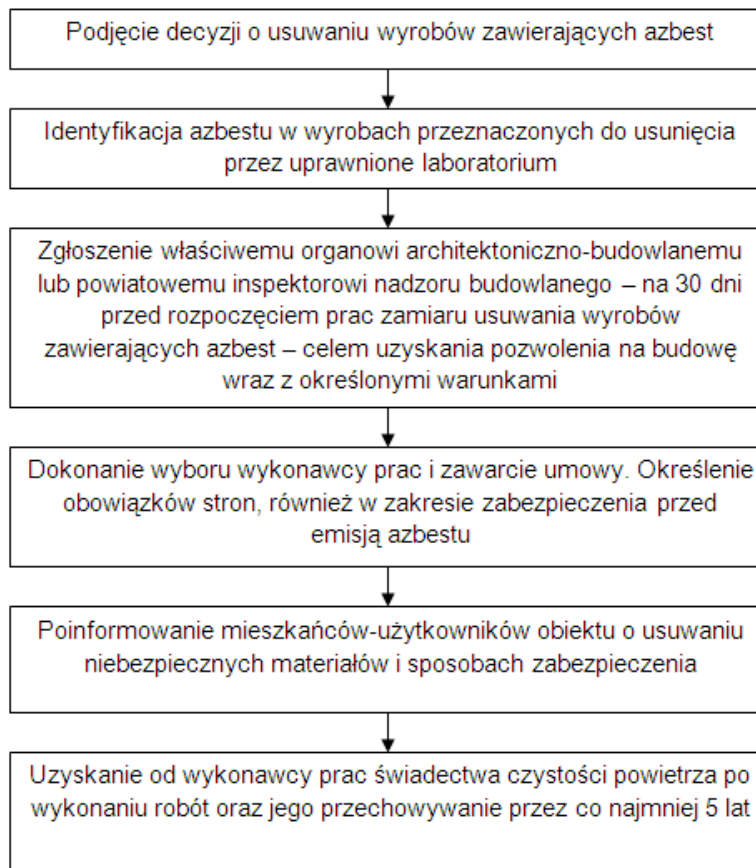 Podjęcie decyzji o usuwaniu wyrobów zawierających azbest
Identyfikacja azbestu w wyrobach przeznaczonych do usunięcia
przez uprawnione laboratorium
Zgłoszenie właściwemu organowi architektoniczno-budowlanemu
lub powiatowemu inspektorowi nadzoru budowlanego – na 30 dni
przed rozpoczęciem prac zamiaru usuwania wyrobów
zawierających azbest – celem uzyskania pozwolenia na budowę
wraz z określonymi warunkami
Dokonanie wyboru wykonawcy prac i zawarcie umowy. Określenie
obowiązków stron, również w zakresie zabezpieczenia przed
emisją azbestu
Poinformowanie mieszkańców-użytkowników obiektu o usuwaniu
niebezpiecznych materiałów i sposobach zabezpieczenia
Uzyskanie od wykonawcy prac świadectwa czystości powietrza po
wykonaniu robót oraz jego przechowywanie przez co najmniej 5 lat